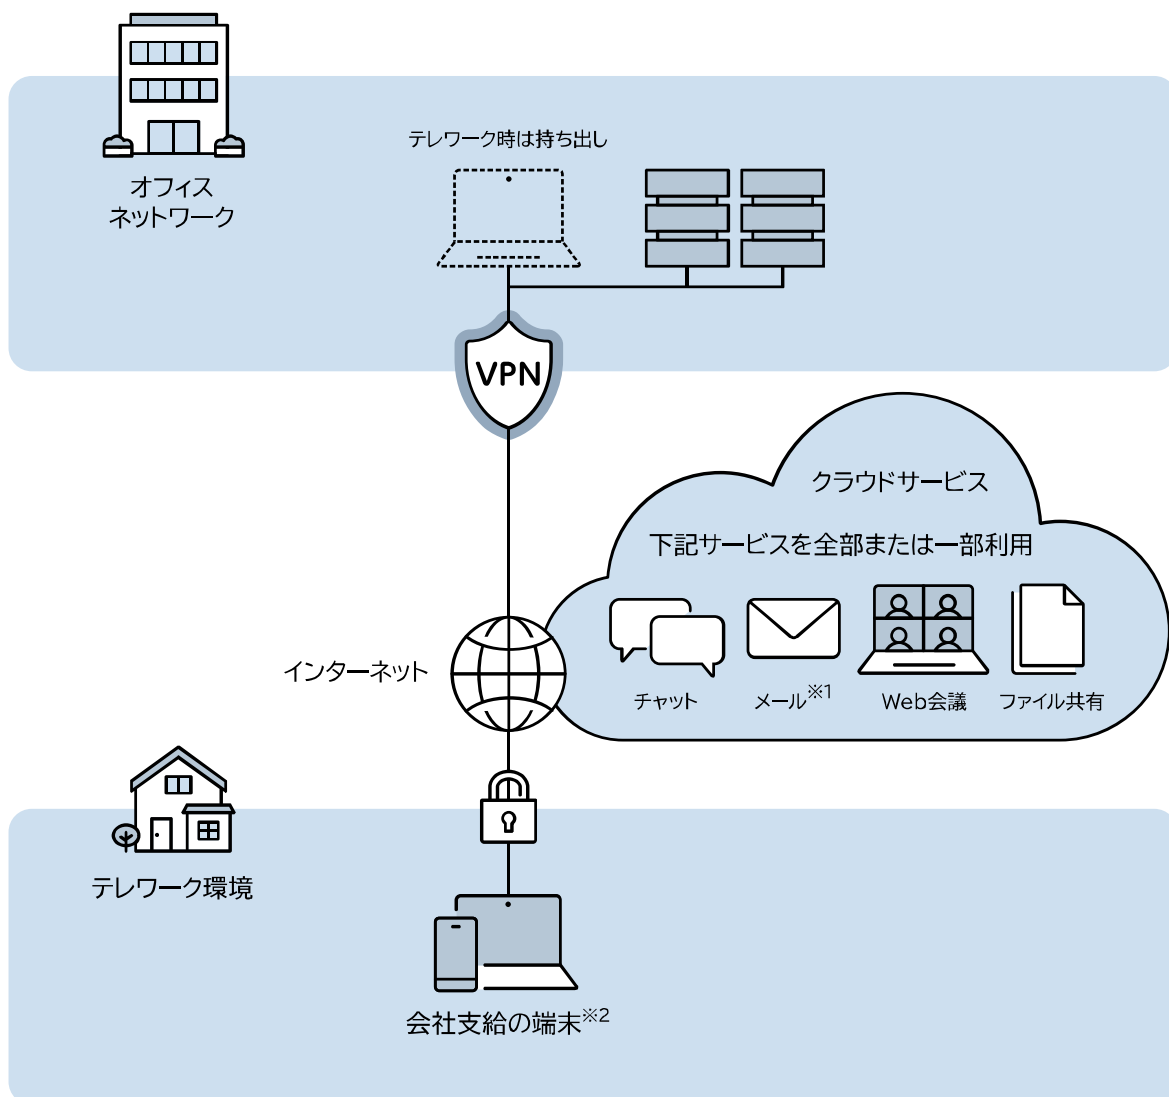 テレワーク時は持ち出し
オフィス
ネットワーク
VPN
クラウドサービス
下記サービスを全部または一部利用
インターネット
チャット
メール※1
Web会議
ファイル共有
テレワーク環境
会社支給の端末※2